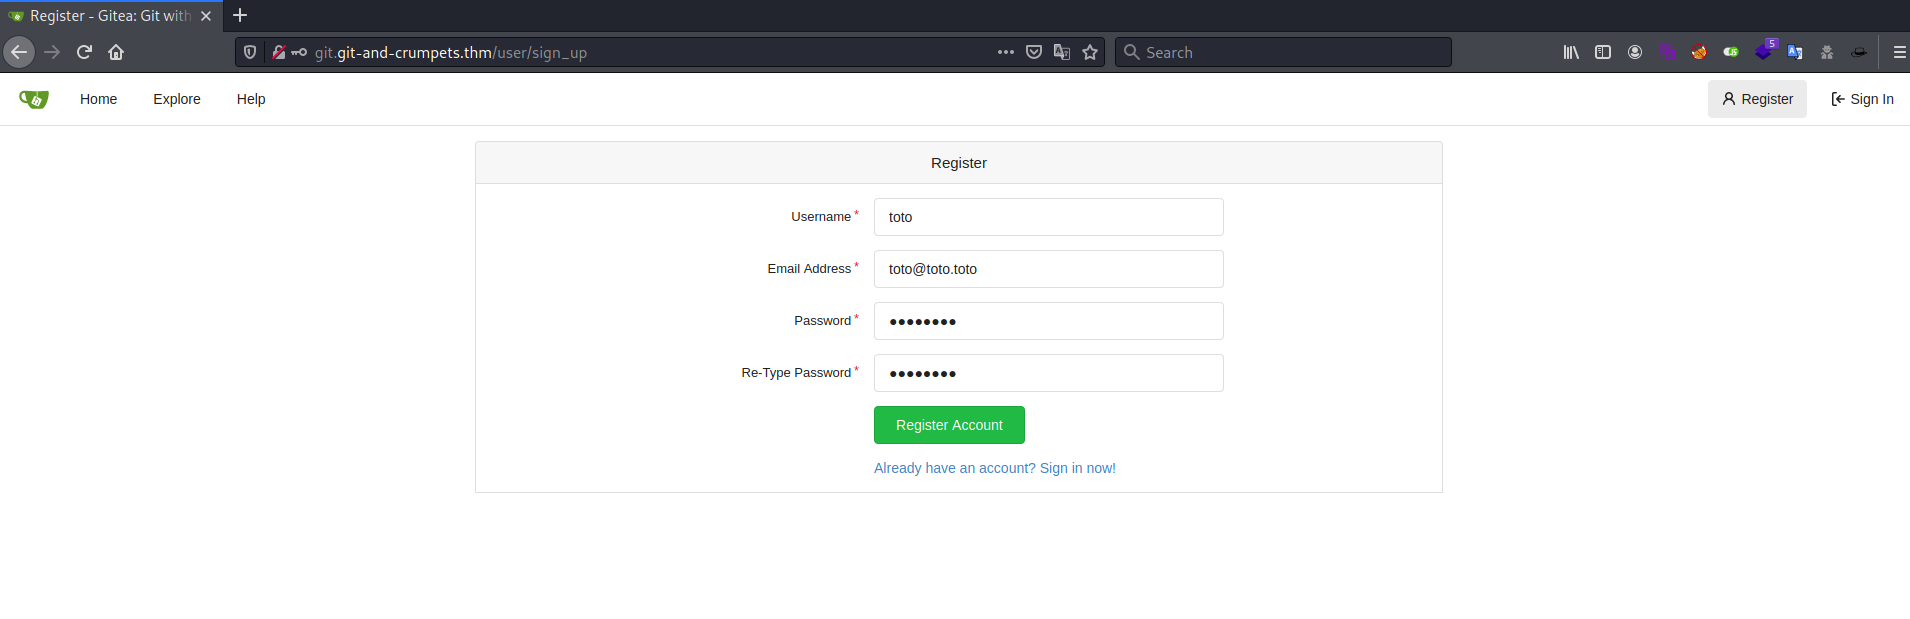 Register - Gitea: Git with
git.git-and-crumpets.thm/user/sign_up
Search
5
Home
Explore
Help
Register
Sign In
Register
Username *
toto
Email Address *
toto@toto.toto
Password *
●●●●●●●●
Re-Type Password *
●●●●●●●●
Register Account
Already have an account? Sign in now!